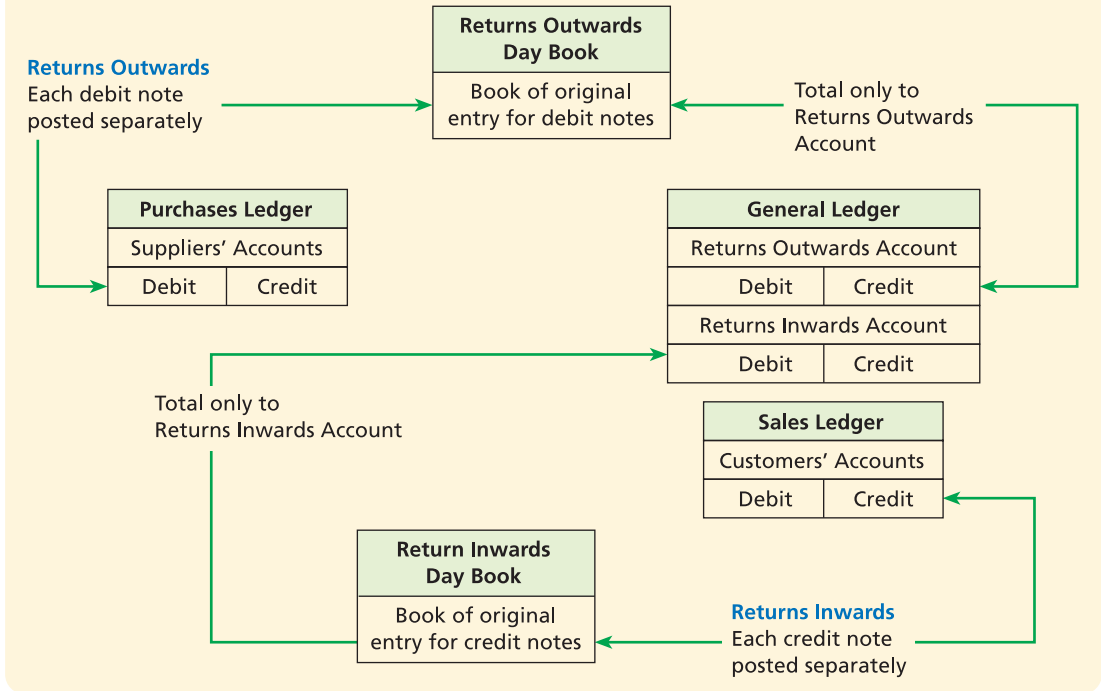 Returns Outwards
Day Book
Book of original
entry for debit notes
Returns Outwards
Each debit note
posted separately
Total only to
Returns Outwards
Account
Purchases Ledger
Suppliers’ Accounts
Debit Credit
General Ledger
Returns Outwards Account
Debit Credit
Returns Inwards Account
Debit Credit
Total only to
Returns Inwards Account
Sales Ledger
Customers’ Accounts
Debit Credit
Return Inwards
Day Book
Book of original
entry for credit notes
Returns Inwards
Each credit note
posted separately